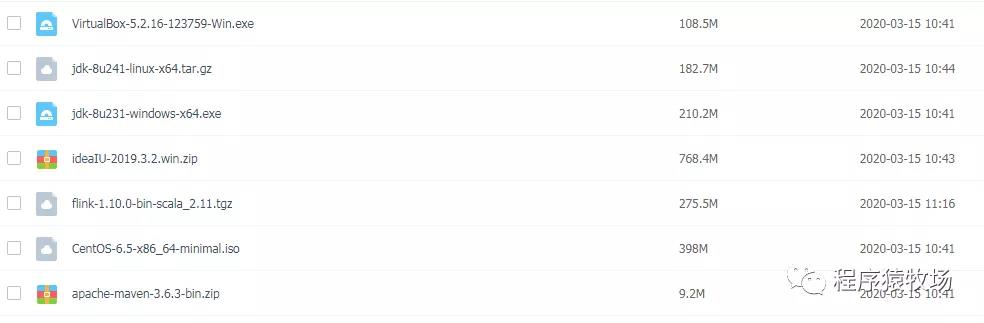 VirtualBox-5.2.16-123759-Win.exe 108.5M 2020-03-15 10:41
jdk-8u241-linux-x64.tar.gz 182.7M 2020-03-15 10:44
jdk-8u231-windows-x64.exe 210.2M 2020-03-15 10:41
ideaIU-2019.3.2.win.zip 768.4M 2020-03-15 10:43
flink-1.10.0-bin-scala_2.11.tgz 275.5M 2020-03-15 11:16
CentOS-6.5-x86_64-minimal.iso 398M 2020-03-15 10:41
apache-maven-3.6.3-bin.zip 9.2M 2020-03-15 10:41
程序猿牧场